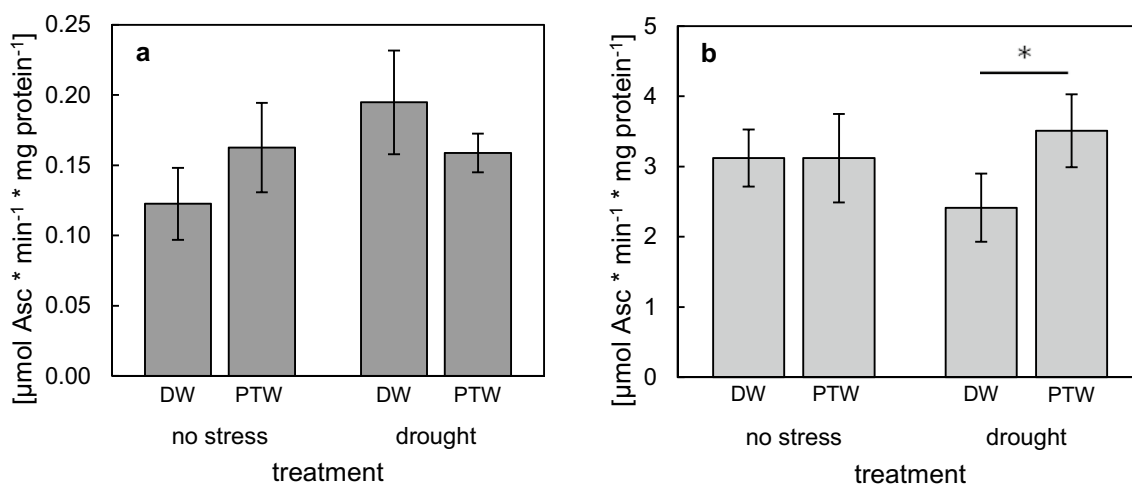 a
[µmol Asc * min⁻¹ * mg protein⁻¹]
0.25
0.20
0.15
0.10
0.05
0.00
DW PTW DW PTW
no stress drought
treatment
b
*
[µmol Asc * min⁻¹ * mg protein⁻¹]
5
4
3
2
1
0
DW PTW DW PTW
no stress drought
treatment